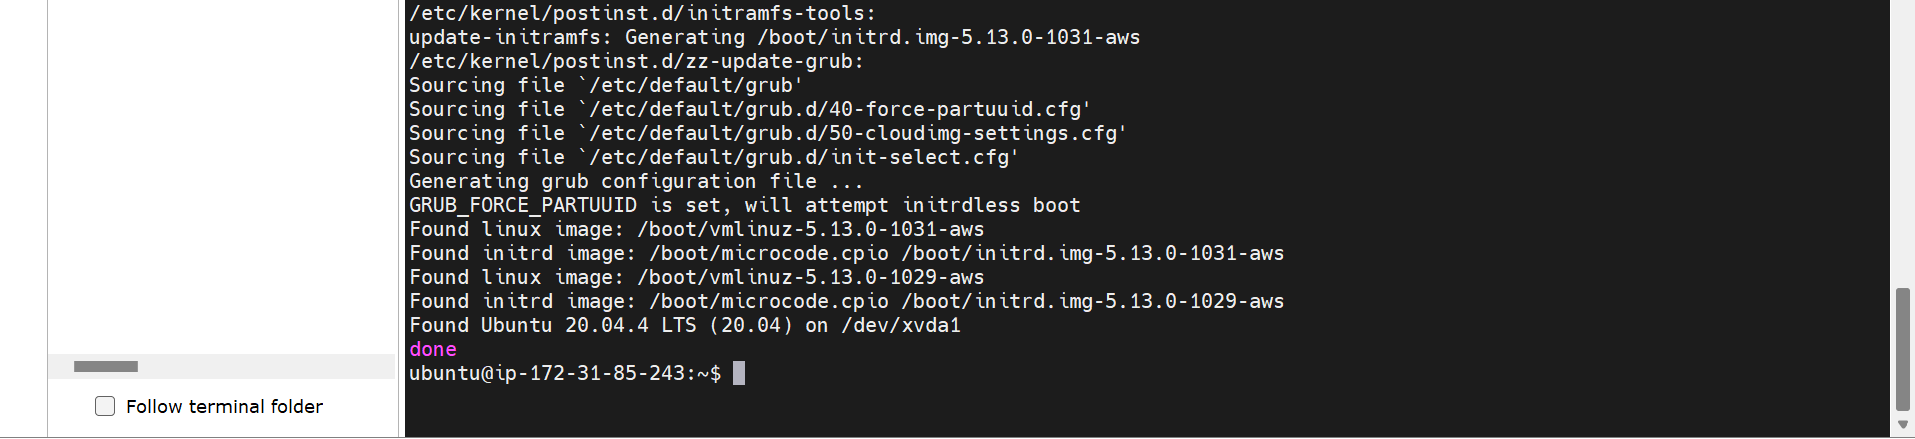 /etc/kernel/postinst.d/initramfs-tools:
update-initramfs: Generating /boot/initrd.img-5.13.0-1031-aws
/etc/kernel/postinst.d/zz-update-grub:
Sourcing file `/etc/default/grub'
Sourcing file `/etc/default/grub.d/40-force-partuuid.cfg'
Sourcing file `/etc/default/grub.d/50-cloudimg-settings.cfg'
Sourcing file `/etc/default/grub.d/init-select.cfg'
Generating grub configuration file ...
GRUB_FORCE_PARTUUID is set, will attempt initrdless boot
Found linux image: /boot/vmlinuz-5.13.0-1031-aws
Found initrd image: /boot/microcode.cpio /boot/initrd.img-5.13.0-1031-aws
Found linux image: /boot/vmlinuz-5.13.0-1029-aws
Found initrd image: /boot/microcode.cpio /boot/initrd.img-5.13.0-1029-aws
Found Ubuntu 20.04.4 LTS (20.04) on /dev/xvda1
done
ubuntu@ip-172-31-85-243:~$
Follow terminal folder